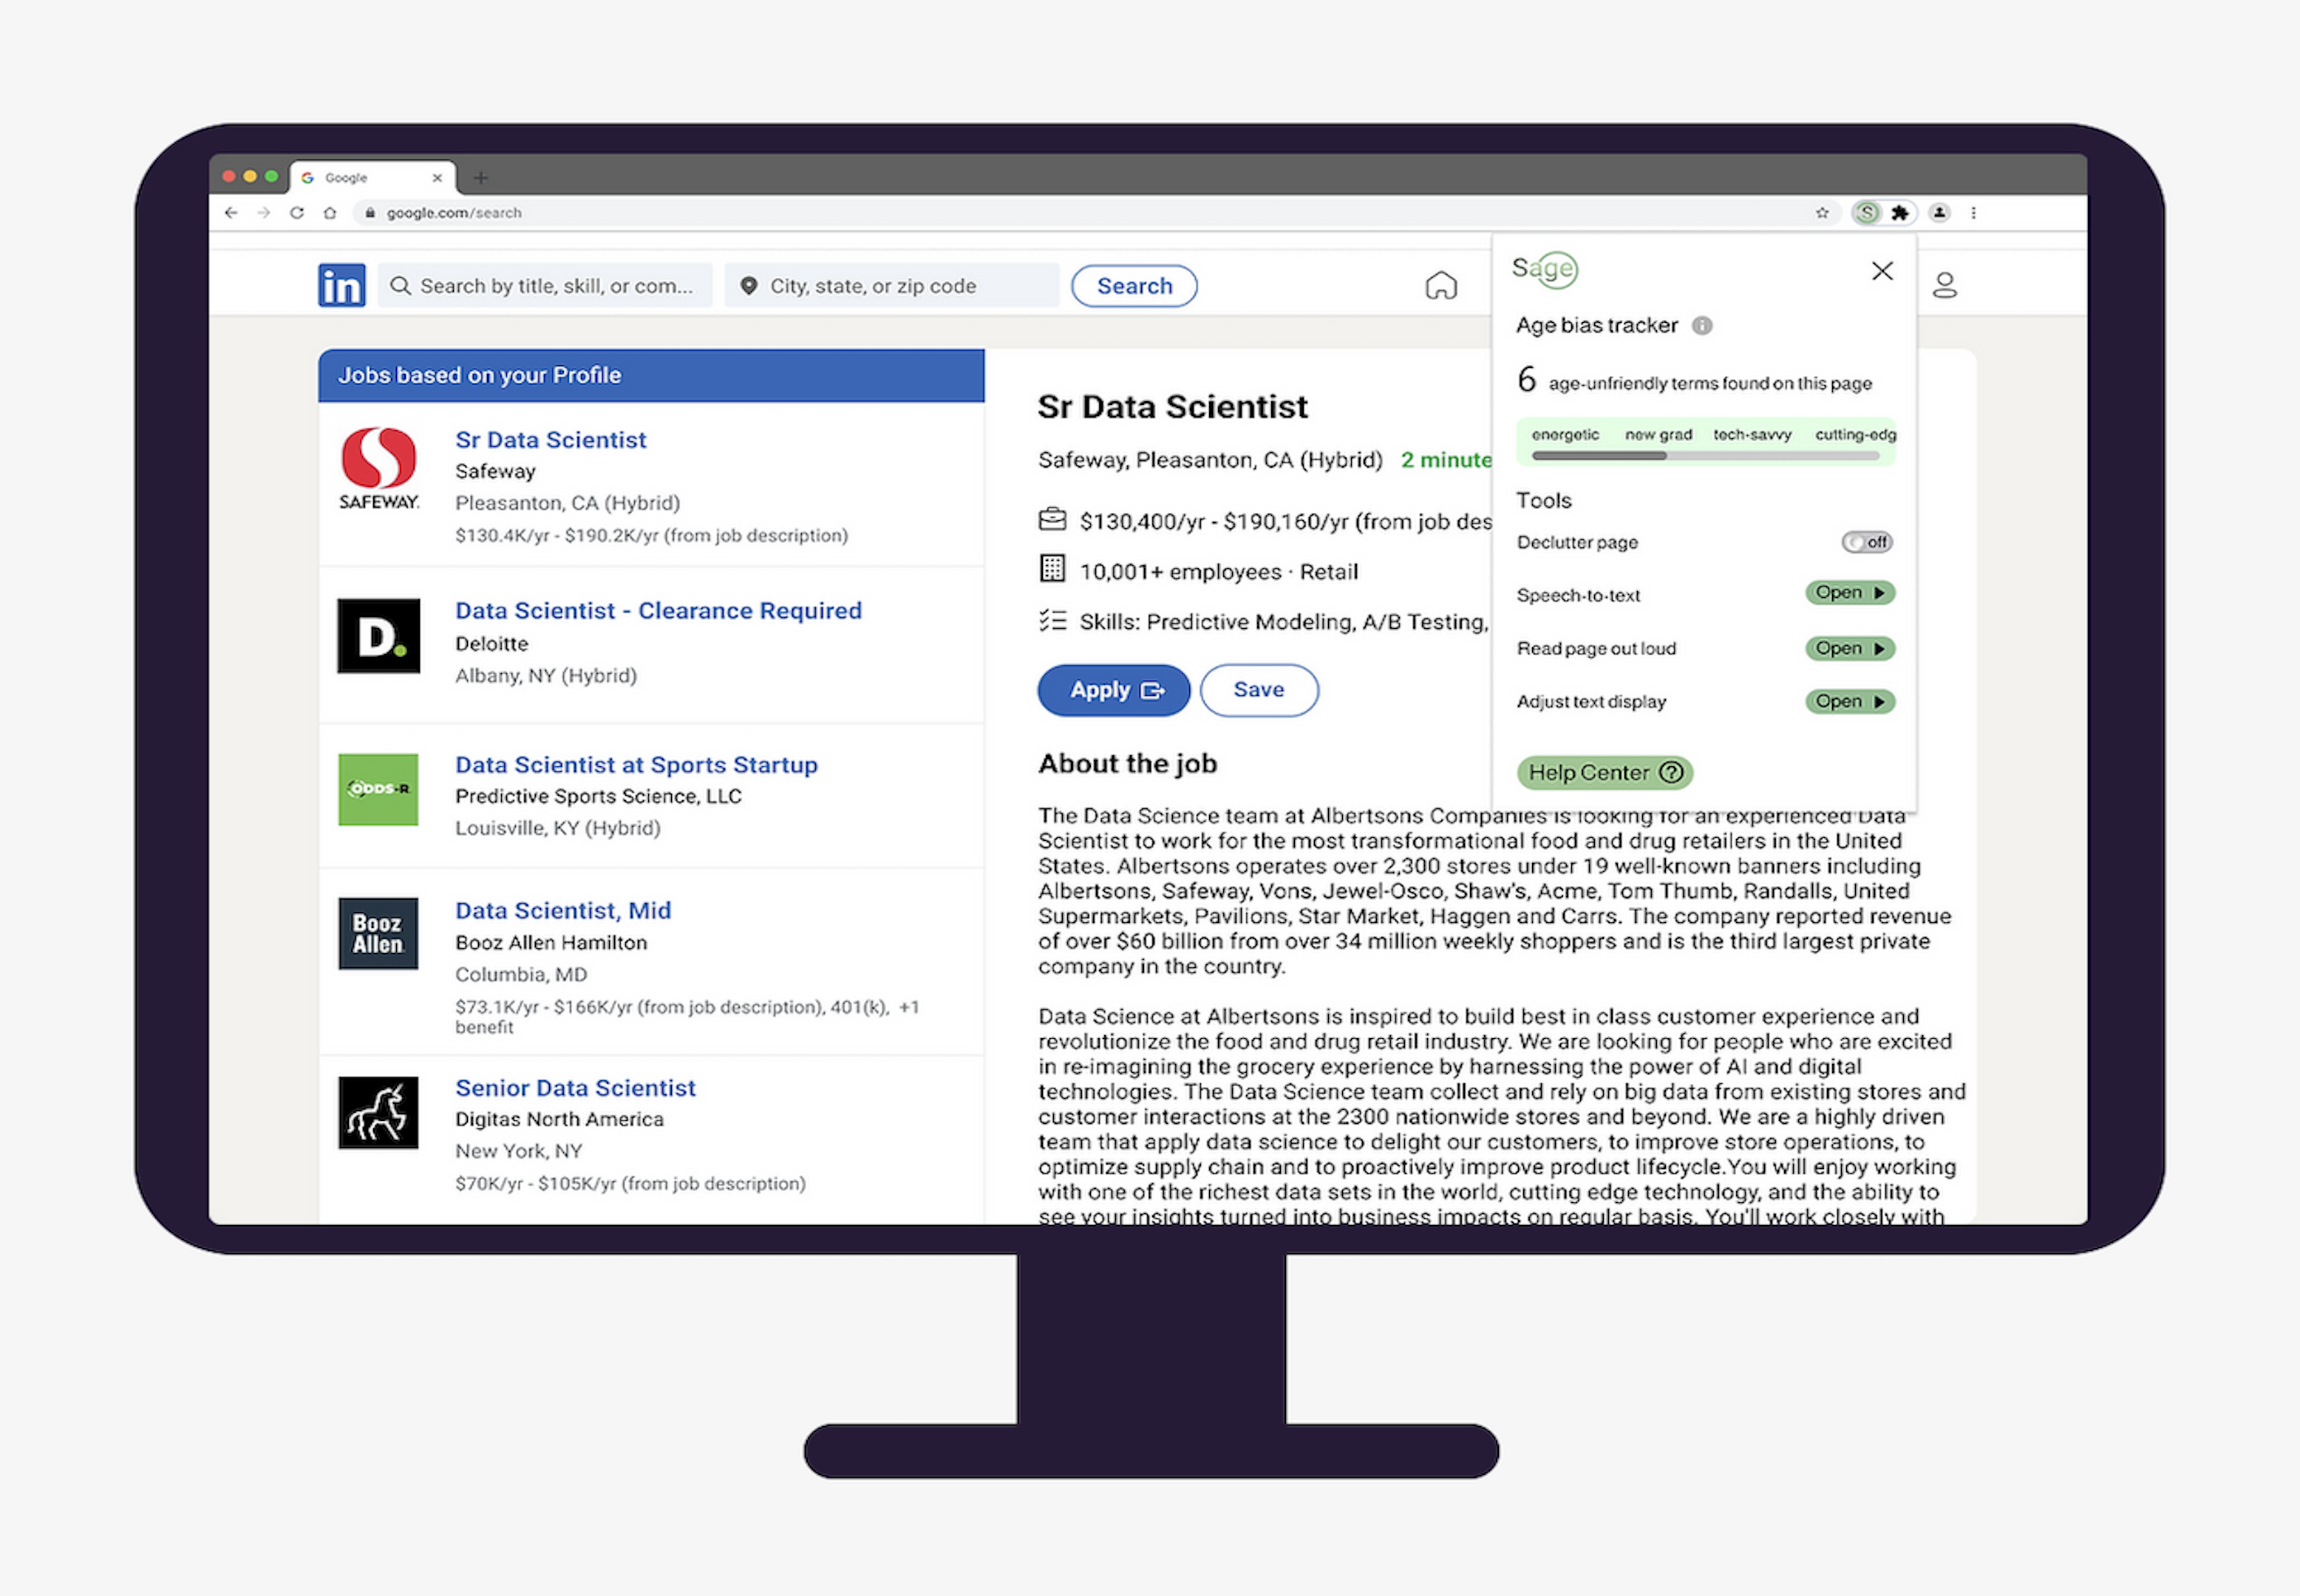 Google
google.com/search
in
Search by title, skill, or com...
City, state, or zip code
Search
Jobs based on your Profile
SAFEWAY.
Sr Data Scientist
Safeway
Pleasanton, CA (Hybrid)
$130.4K/yr - $190.2K/yr (from job description)
D.
Data Scientist - Clearance Required
Deloitte
Albany, NY (Hybrid)
ODDS-R
Data Scientist at Sports Startup
Predictive Sports Science, LLC
Louisville, KY (Hybrid)
Booz
Allen
Data Scientist, Mid
Booz Allen Hamilton
Columbia, MD
$73.1K/yr - $166K/yr (from job description), 401(k), +1
benefit
Senior Data Scientist
Digitas North America
New York, NY
$70K/yr - $105K/yr (from job description)
Sr Data Scientist
Safeway, Pleasanton, CA (Hybrid) 2 minute
$130,400/yr - $190,160/yr (from job des
10,001+ employees · Retail
Skills: Predictive Modeling, A/B Testing,
Apply
Save
About the job
The Data Science team at Albertsons Companies is looking for an experienced Data
Scientist to work for the most transformational food and drug retailers in the United
States. Albertsons operates over 2,300 stores under 19 well-known banners including
Albertsons, Safeway, Vons, Jewel-Osco, Shaw's, Acme, Tom Thumb, Randalls, United
Supermarkets, Pavilions, Star Market, Haggen and Carrs. The company reported revenue
of over $60 billion from over 34 million weekly shoppers and is the third largest private
company in the country.
Data Science at Albertsons is inspired to build best in class customer experience and
revolutionize the food and drug retail industry. We are looking for people who are excited
in re-imagining the grocery experience by harnessing the power of AI and digital
technologies. The Data Science team collect and rely on big data from existing stores and
customer interactions at the 2300 nationwide stores and beyond. We are a highly driven
team that apply data science to delight our customers, to improve store operations, to
optimize supply chain and to proactively improve product lifecycle.You will enjoy working
with one of the richest data sets in the world, cutting edge technology, and the ability to
see your insights turned into business impacts on regular basis. You'll work closely with
S
Sage
Age bias tracker
6 age-unfriendly terms found on this page
energetic new grad tech-savvy cutting-edg
Tools
Declutter page off
Speech-to-text Open
Read page out loud Open
Adjust text display Open
Help Center ?